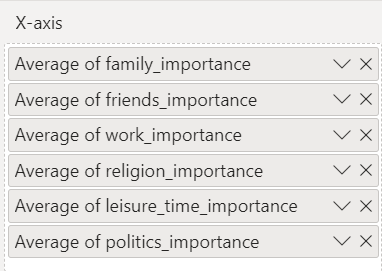 X-axis
Average of family_importance
Average of friends_importance
Average of work_importance
Average of religion_importance
Average of leisure_time_importance
Average of politics_importance